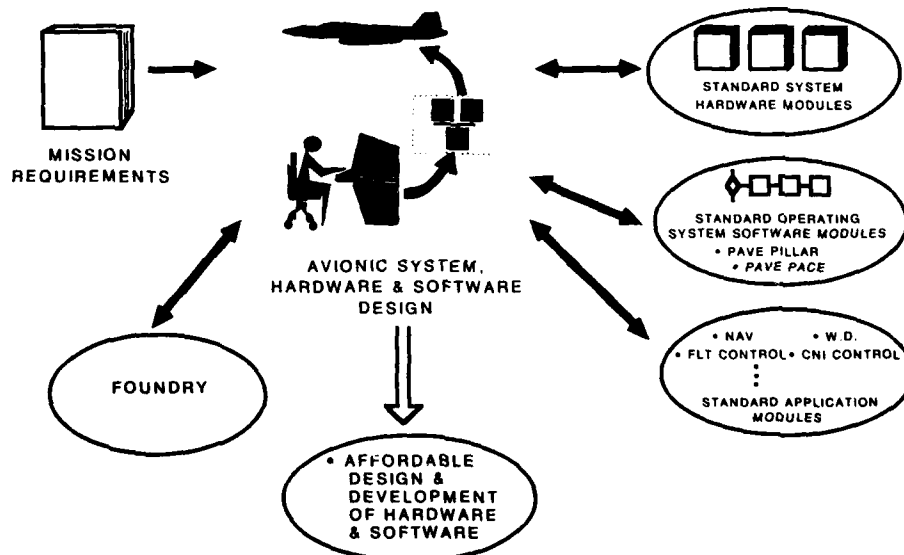 MISSION
REQUIREMENTS
STANDARD SYSTEM
HARDWARE MODULES
STANDARD OPERATING
SYSTEM SOFTWARE MODULES
• PAVE PILLAR
• PAVE PACE
AVIONIC SYSTEM,
HARDWARE & SOFTWARE
DESIGN
• NAV • W.D.
• FLT CONTROL • CNI CONTROL
STANDARD APPLICATION
MODULES
FOUNDRY
• AFFORDABLE
DESIGN &
DEVELOPMENT
OF HARDWARE
& SOFTWARE